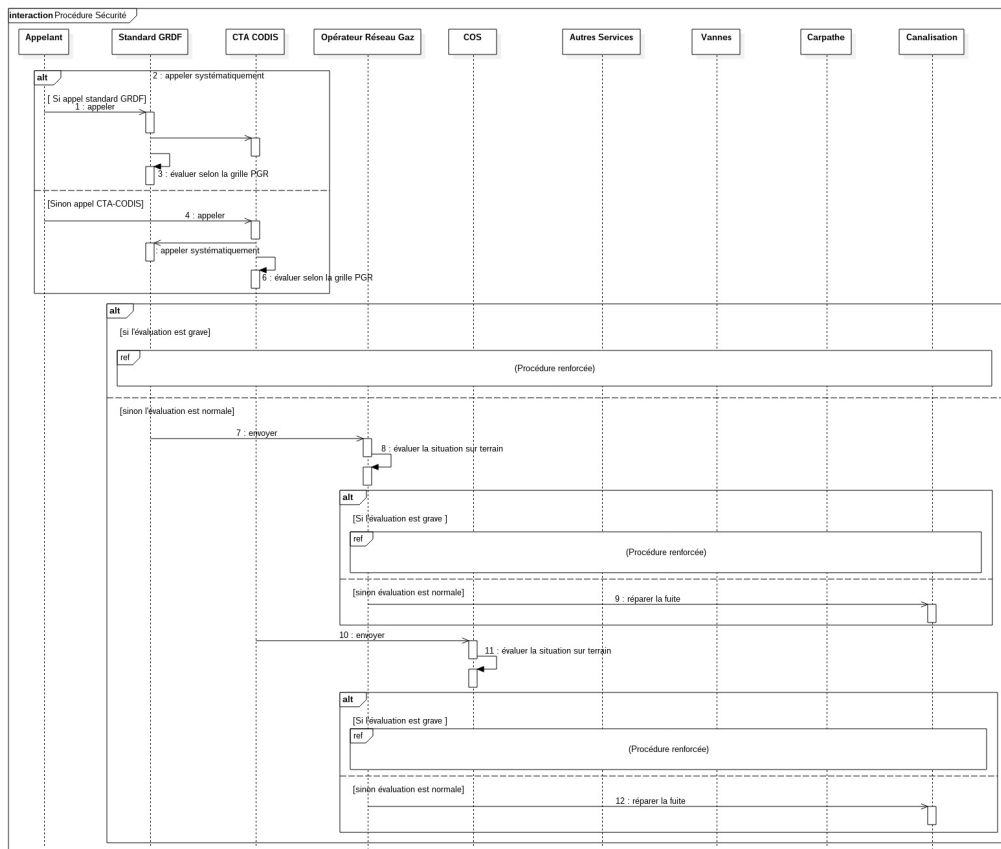 interaction Procédure Sécurité
Appelant
Standard GRDF
CTA CODIS
Opérateur Réseau Gaz
COS
Autres Services
Vannes
Carpathe
Canalisation
alt
2 : appeler systématiquement
[ Si appel standard GRDF]
1 : appeler
3 : évaluer selon la grille PGR
[Sinon appel CTA-CODIS]
4 : appeler
: appeler systématiquement
6 : évaluer selon la grille PGR
alt
[si l'évaluation est grave]
ref
(Procédure renforcée)
[sinon l'évaluation est normale]
7 : envoyer
8 : évaluer la situation sur terrain
alt
[Si l'évaluation est grave ]
ref
(Procédure renforcée)
[sinon évaluation est normale]
9 : réparer la fuite
10 : envoyer
11 : évaluer la situation sur terrain
alt
[Si l'évaluation est grave ]
ref
(Procédure renforcée)
[sinon évaluation est normale]
12 : réparer la fuite